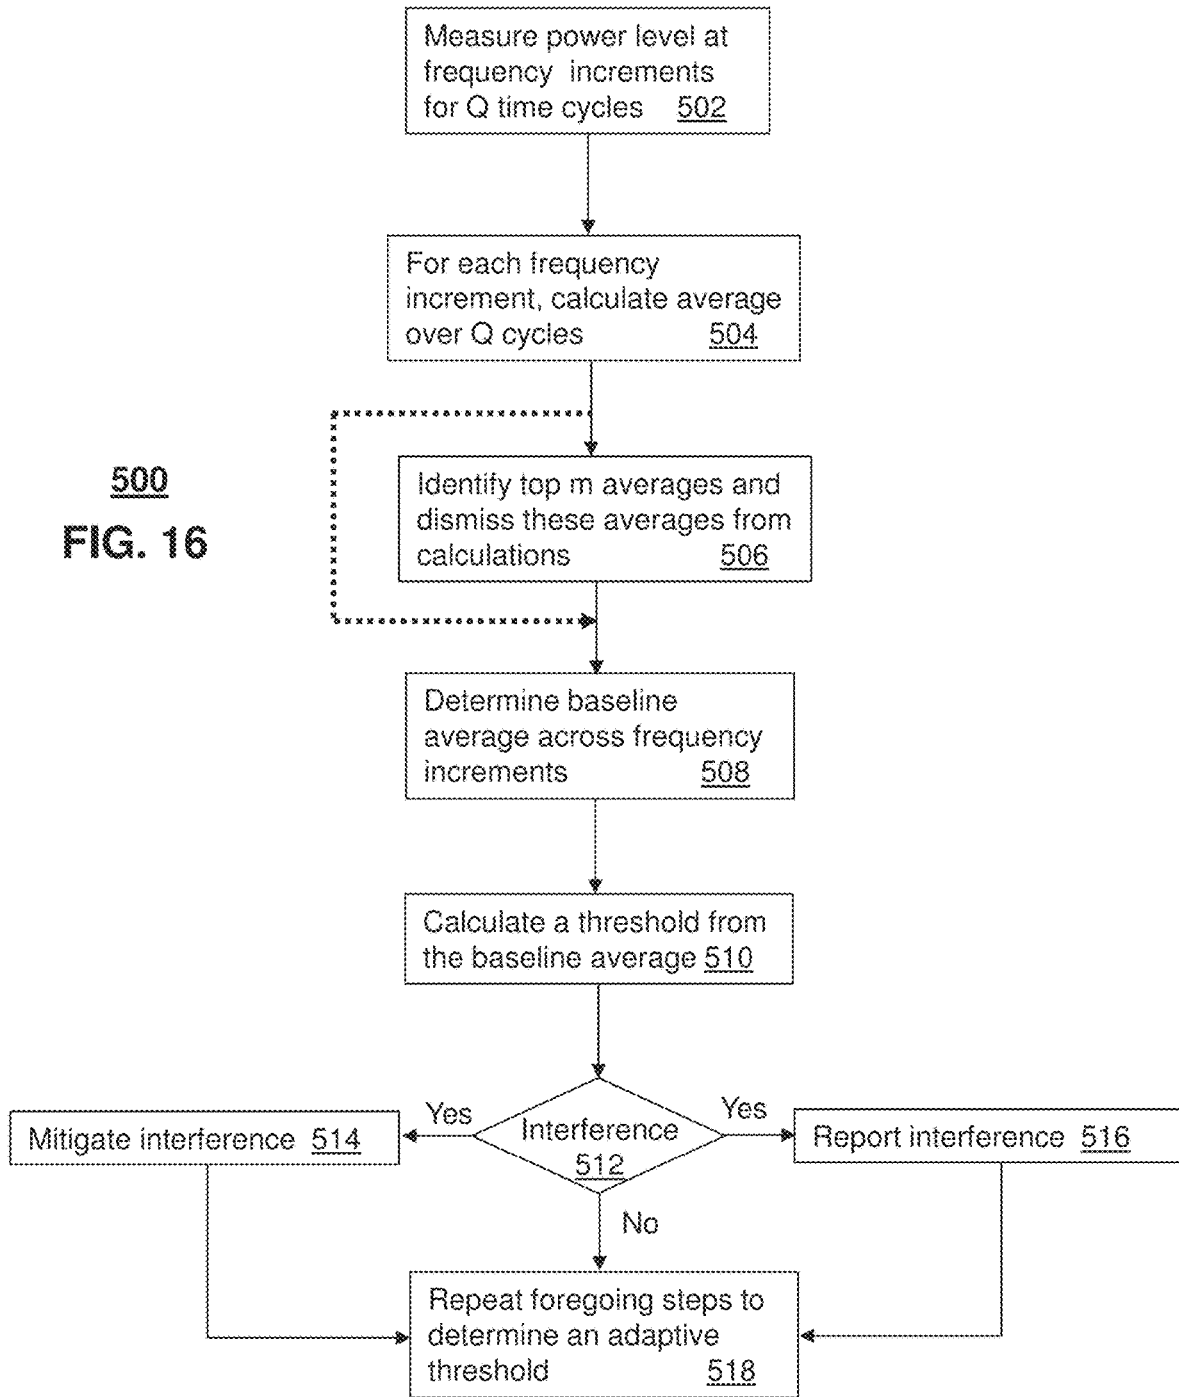 Measure power level at
frequency increments
for Q time cycles 502
For each frequency
increment, calculate average
over Q cycles 504
500
FIG. 16
Identify top m averages and
dismiss these averages from
calculations 506
Determine baseline
average across frequency
increments 508
Calculate a threshold from
the baseline average 510
Yes
Yes
Mitigate interference 514
Interference
512
Report interference 516
No
Repeat foregoing steps to
determine an adaptive
threshold 518